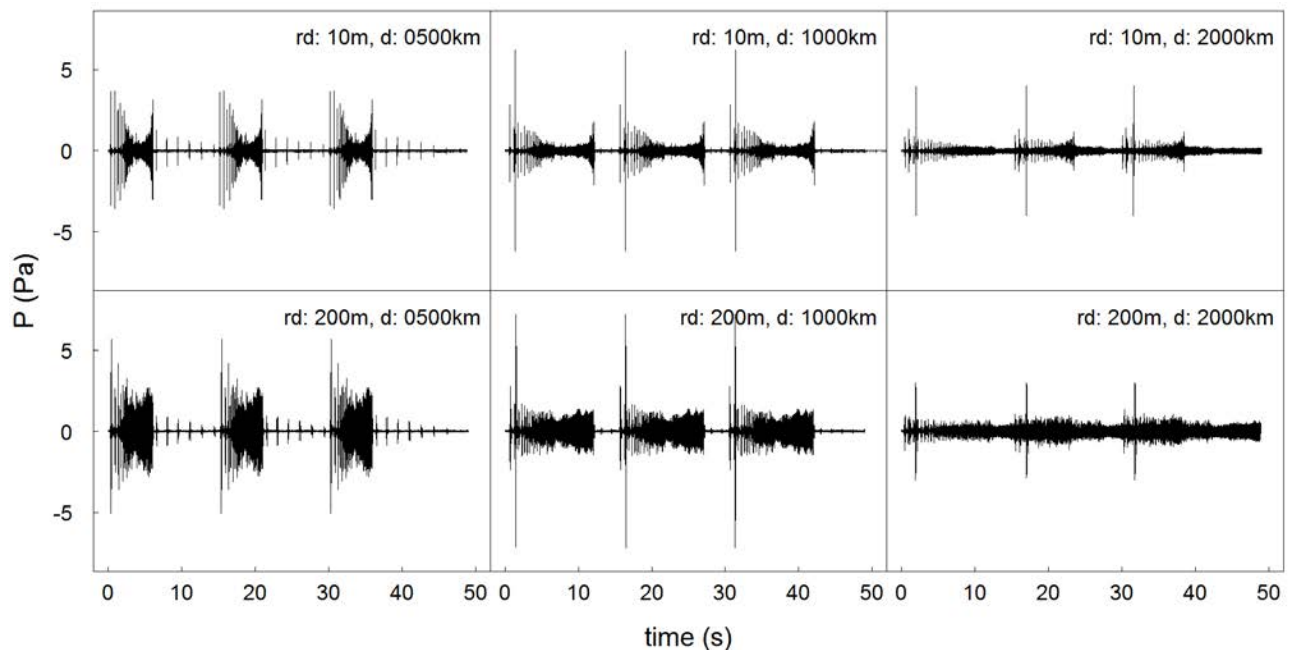 rd: 10m, d: 0500km
rd: 10m, d: 1000km
rd: 10m, d: 2000km
5
0
-5
rd: 200m, d: 0500km
rd: 200m, d: 1000km
rd: 200m, d: 2000km
5
0
-5
P (Pa)
0 10 20 30 40 50
0 10 20 30 40
0 10 20 30 40 50
time (s)